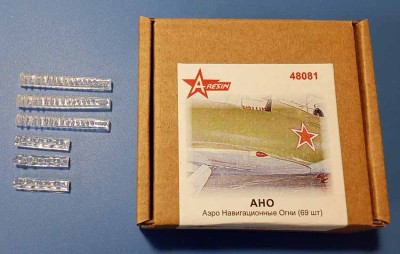 A-RESIN
48081
АНО
Аэро Навигационные Огни (69 шт)